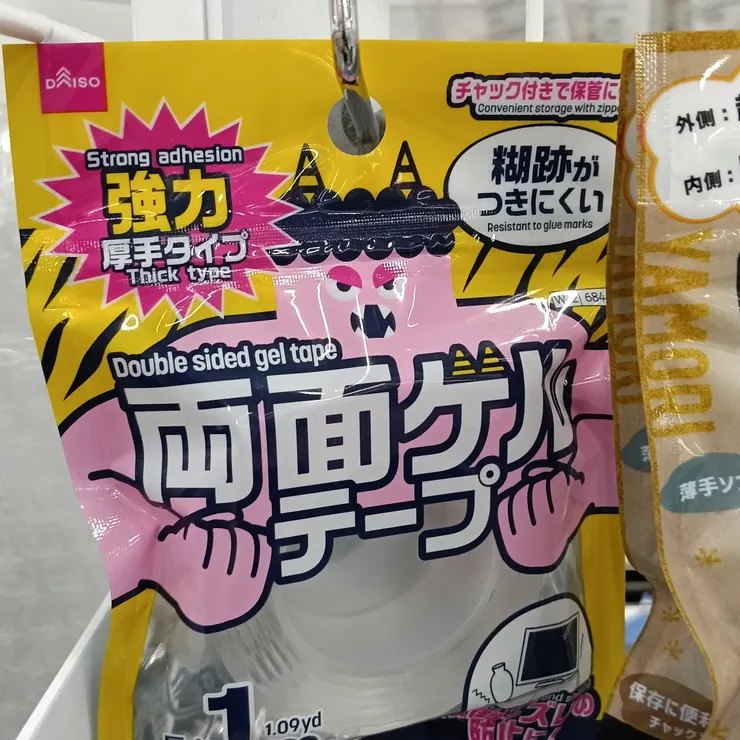 DAISO
チャック付きで保管に
Convenient storage with zippe
Strong adhesion
強力
厚手タイプ
Thick type
糊跡が
つきにくい
Resistant to glue marks
684
Double sided gel tape
両面ゲル
テープ
1
1.09yd
外側：
内側：
YAMORI
薄手ソフ
保存に便利
チャック